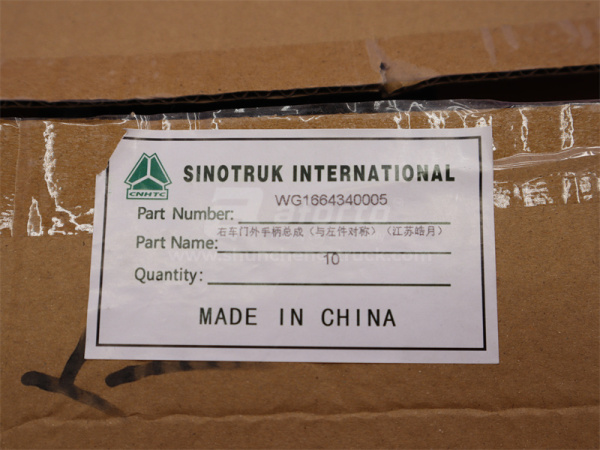 SINOTRUK INTERNATIONAL
CNHTC
WG1664340005
Part Number:
右车门外手柄总成（与左件对称）（江苏皓月）
Part Name:
10
Quantity:
MADE IN CHINA